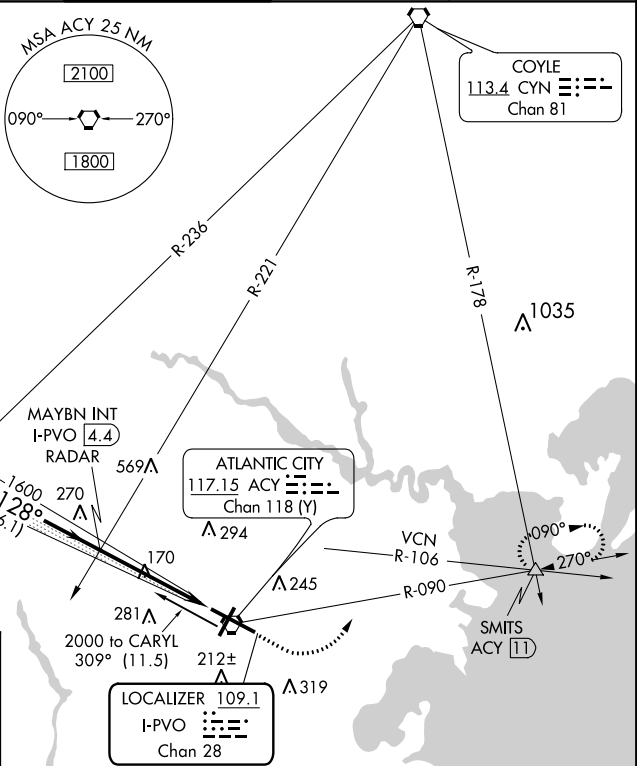 MSA ACY 25 NM
2100
090°
270°
1800
COYLE
113.4 CYN
Chan 81
R-236
R-221
R-178
1035
MAYBN INT
I-PVO 4.4
RADAR
569
1600
128°
6.1)
270
170
ATLANTIC CITY
117.15 ACY
Chan 118 (Y)
294
245
VCN
R-106
R-090
090°
270°
SMITS
ACY 11
281
2000 to CARYL
309° (11.5)
212±
319
LOCALIZER 109.1
I-PVO
Chan 28